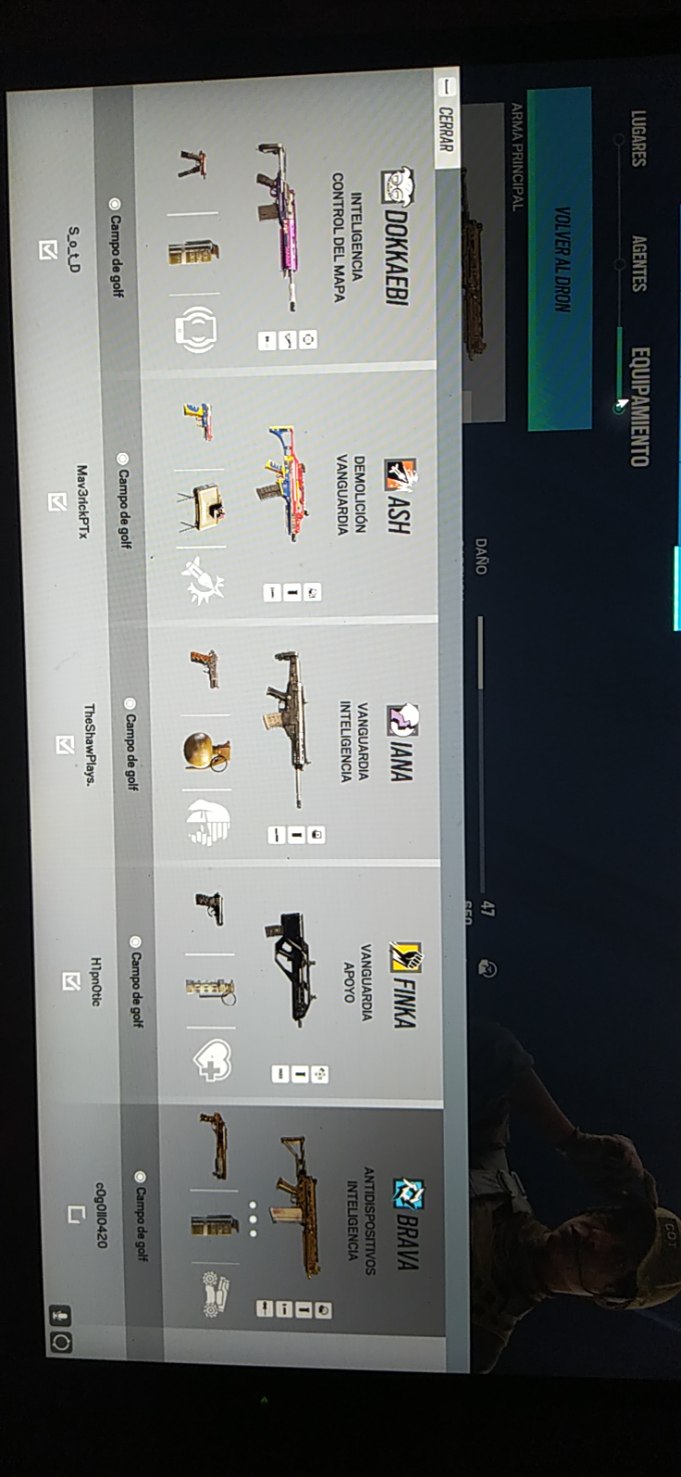 LUGARES
AGENTES
EQUIPAMIENTO
VOLVER AL DRON
ARMA PRINCIPAL
DAÑO
47
CERRAR
DOKKAEBI
INTELIGENCIA
CONTROL DEL MAPA
Campo de golf
S_o_t_D
ASH
DEMOLICIÓN
VANGUARDIA
Campo de golf
Mav3rickPTx
IANA
VANGUARDIA
INTELIGENCIA
Campo de golf
TheShawPlays.
FINKA
VANGUARDIA
APOYO
Campo de golf
H1pn0tic
BRAVA
ANTIDISPOSITIVOS
INTELIGENCIA
Campo de golf
c0g0ll0420